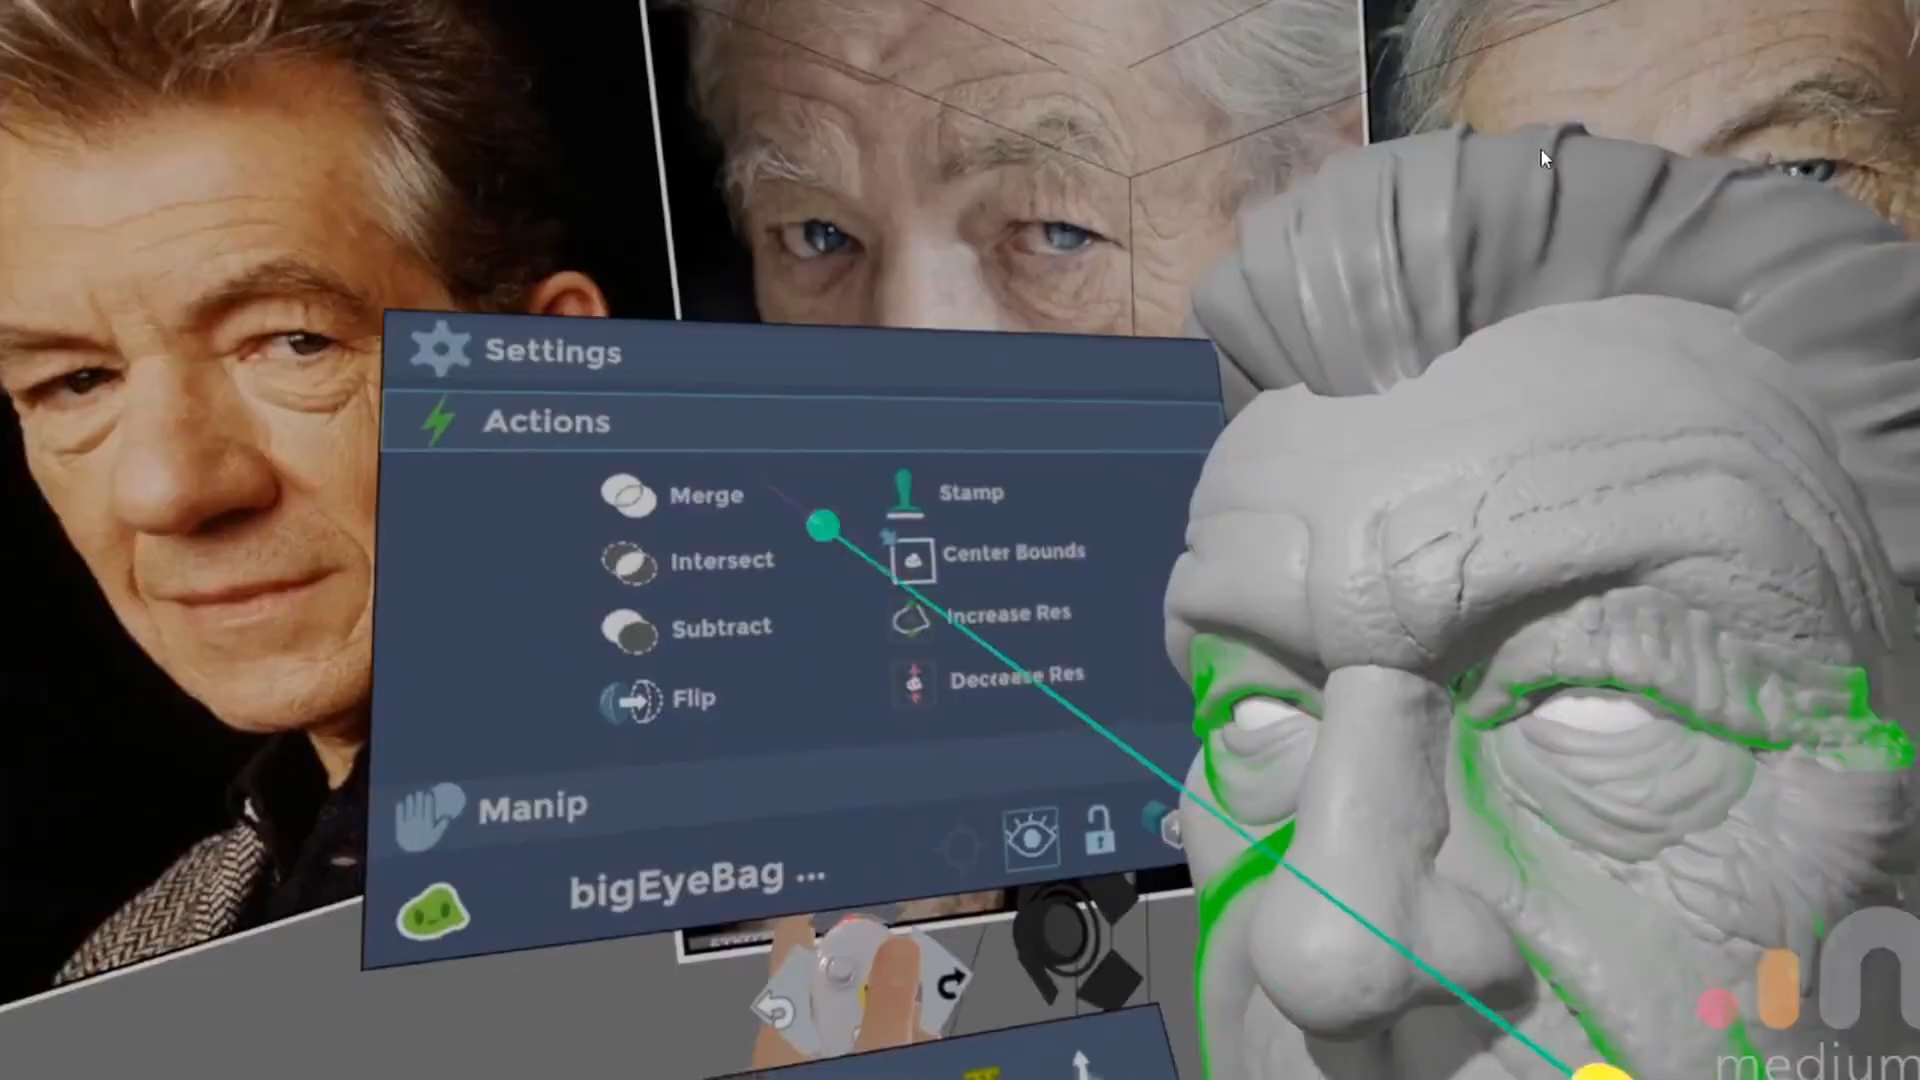 Settings
Actions
Merge
Stamp
Intersect
Center Bounds
Subtract
Increase Res
Flip
Decrease Res
Manip
bigEyeBag ...
medium